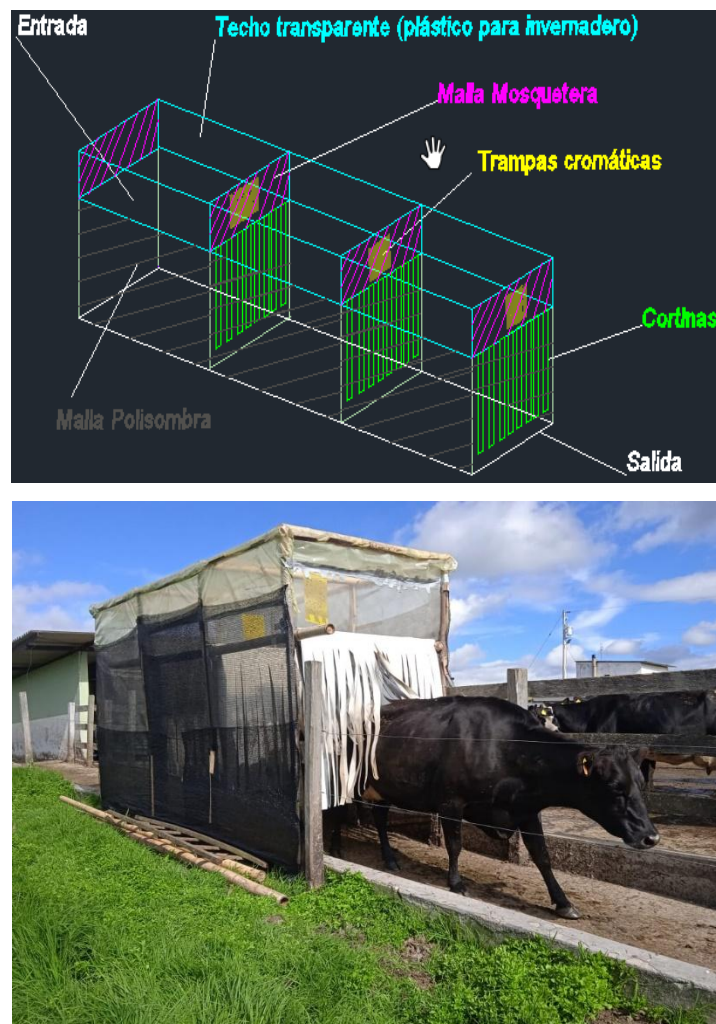 Entrada
Techo transparente (plástico para invernadero)
Malla Mosquetera
Trampas cromáticas
Cortinas
Malla Polisombra
Salida